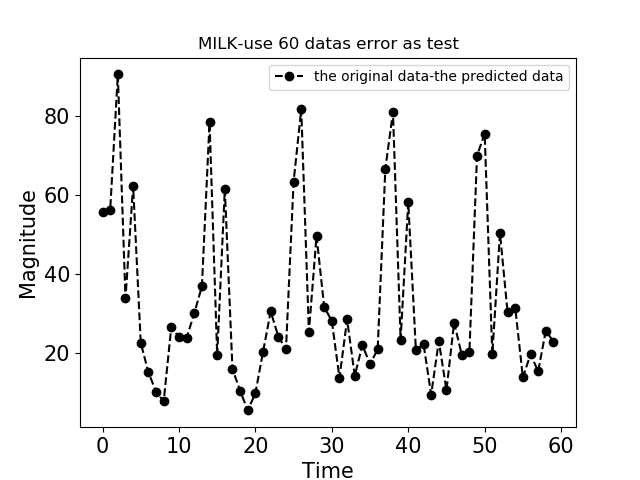 MILK-use 60 datas error as test
the original data-the predicted data
80
60
40
20
Magnitude
0 10 20 30 40 50 60
Time